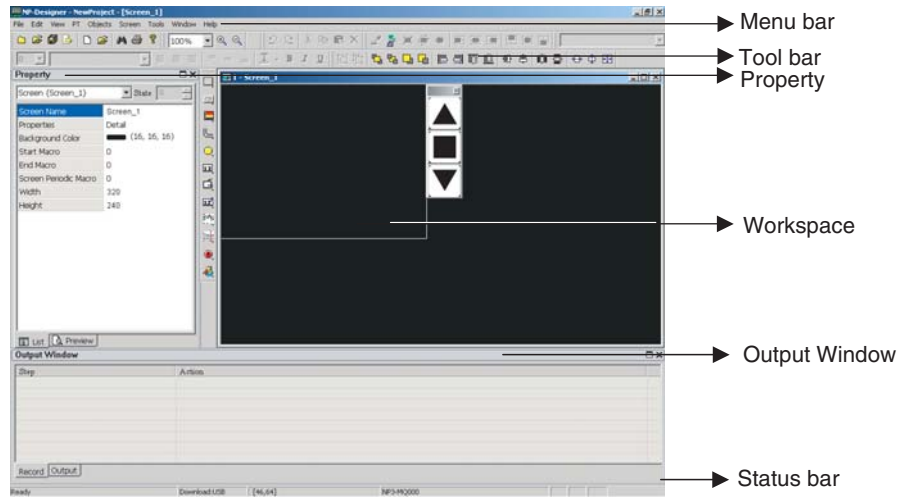 NP-Designer - NewProject - [Screen_1]
File Edit View PT Objects Screen Tools Window Help
Menu bar
100%
Tool bar
Property
Property
1 - Screen_1
Screen {Screen_1}
State
Screen Name Screen_1
Properties Detail
Background Color (16, 16, 16)
Start Macro 0
End Macro 0
Screen Periodic Macro 0
Width 320
Height 240
Workspace
List Preview
Output Window
Output Window
Step Action
Record Output
Status bar
Ready Download:USB [46,64] NP3-MQ000